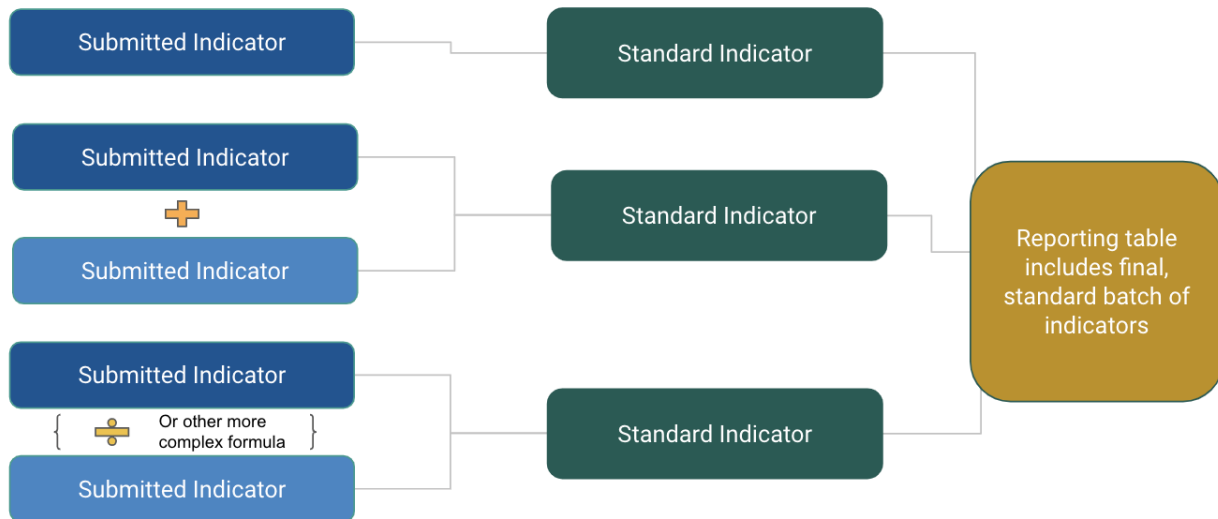 Submitted Indicator
Standard Indicator
Submitted Indicator
Standard Indicator
Submitted Indicator
Reporting table
includes final,
standard batch of
indicators
Submitted Indicator
Or other more
complex formula
Standard Indicator
Submitted Indicator